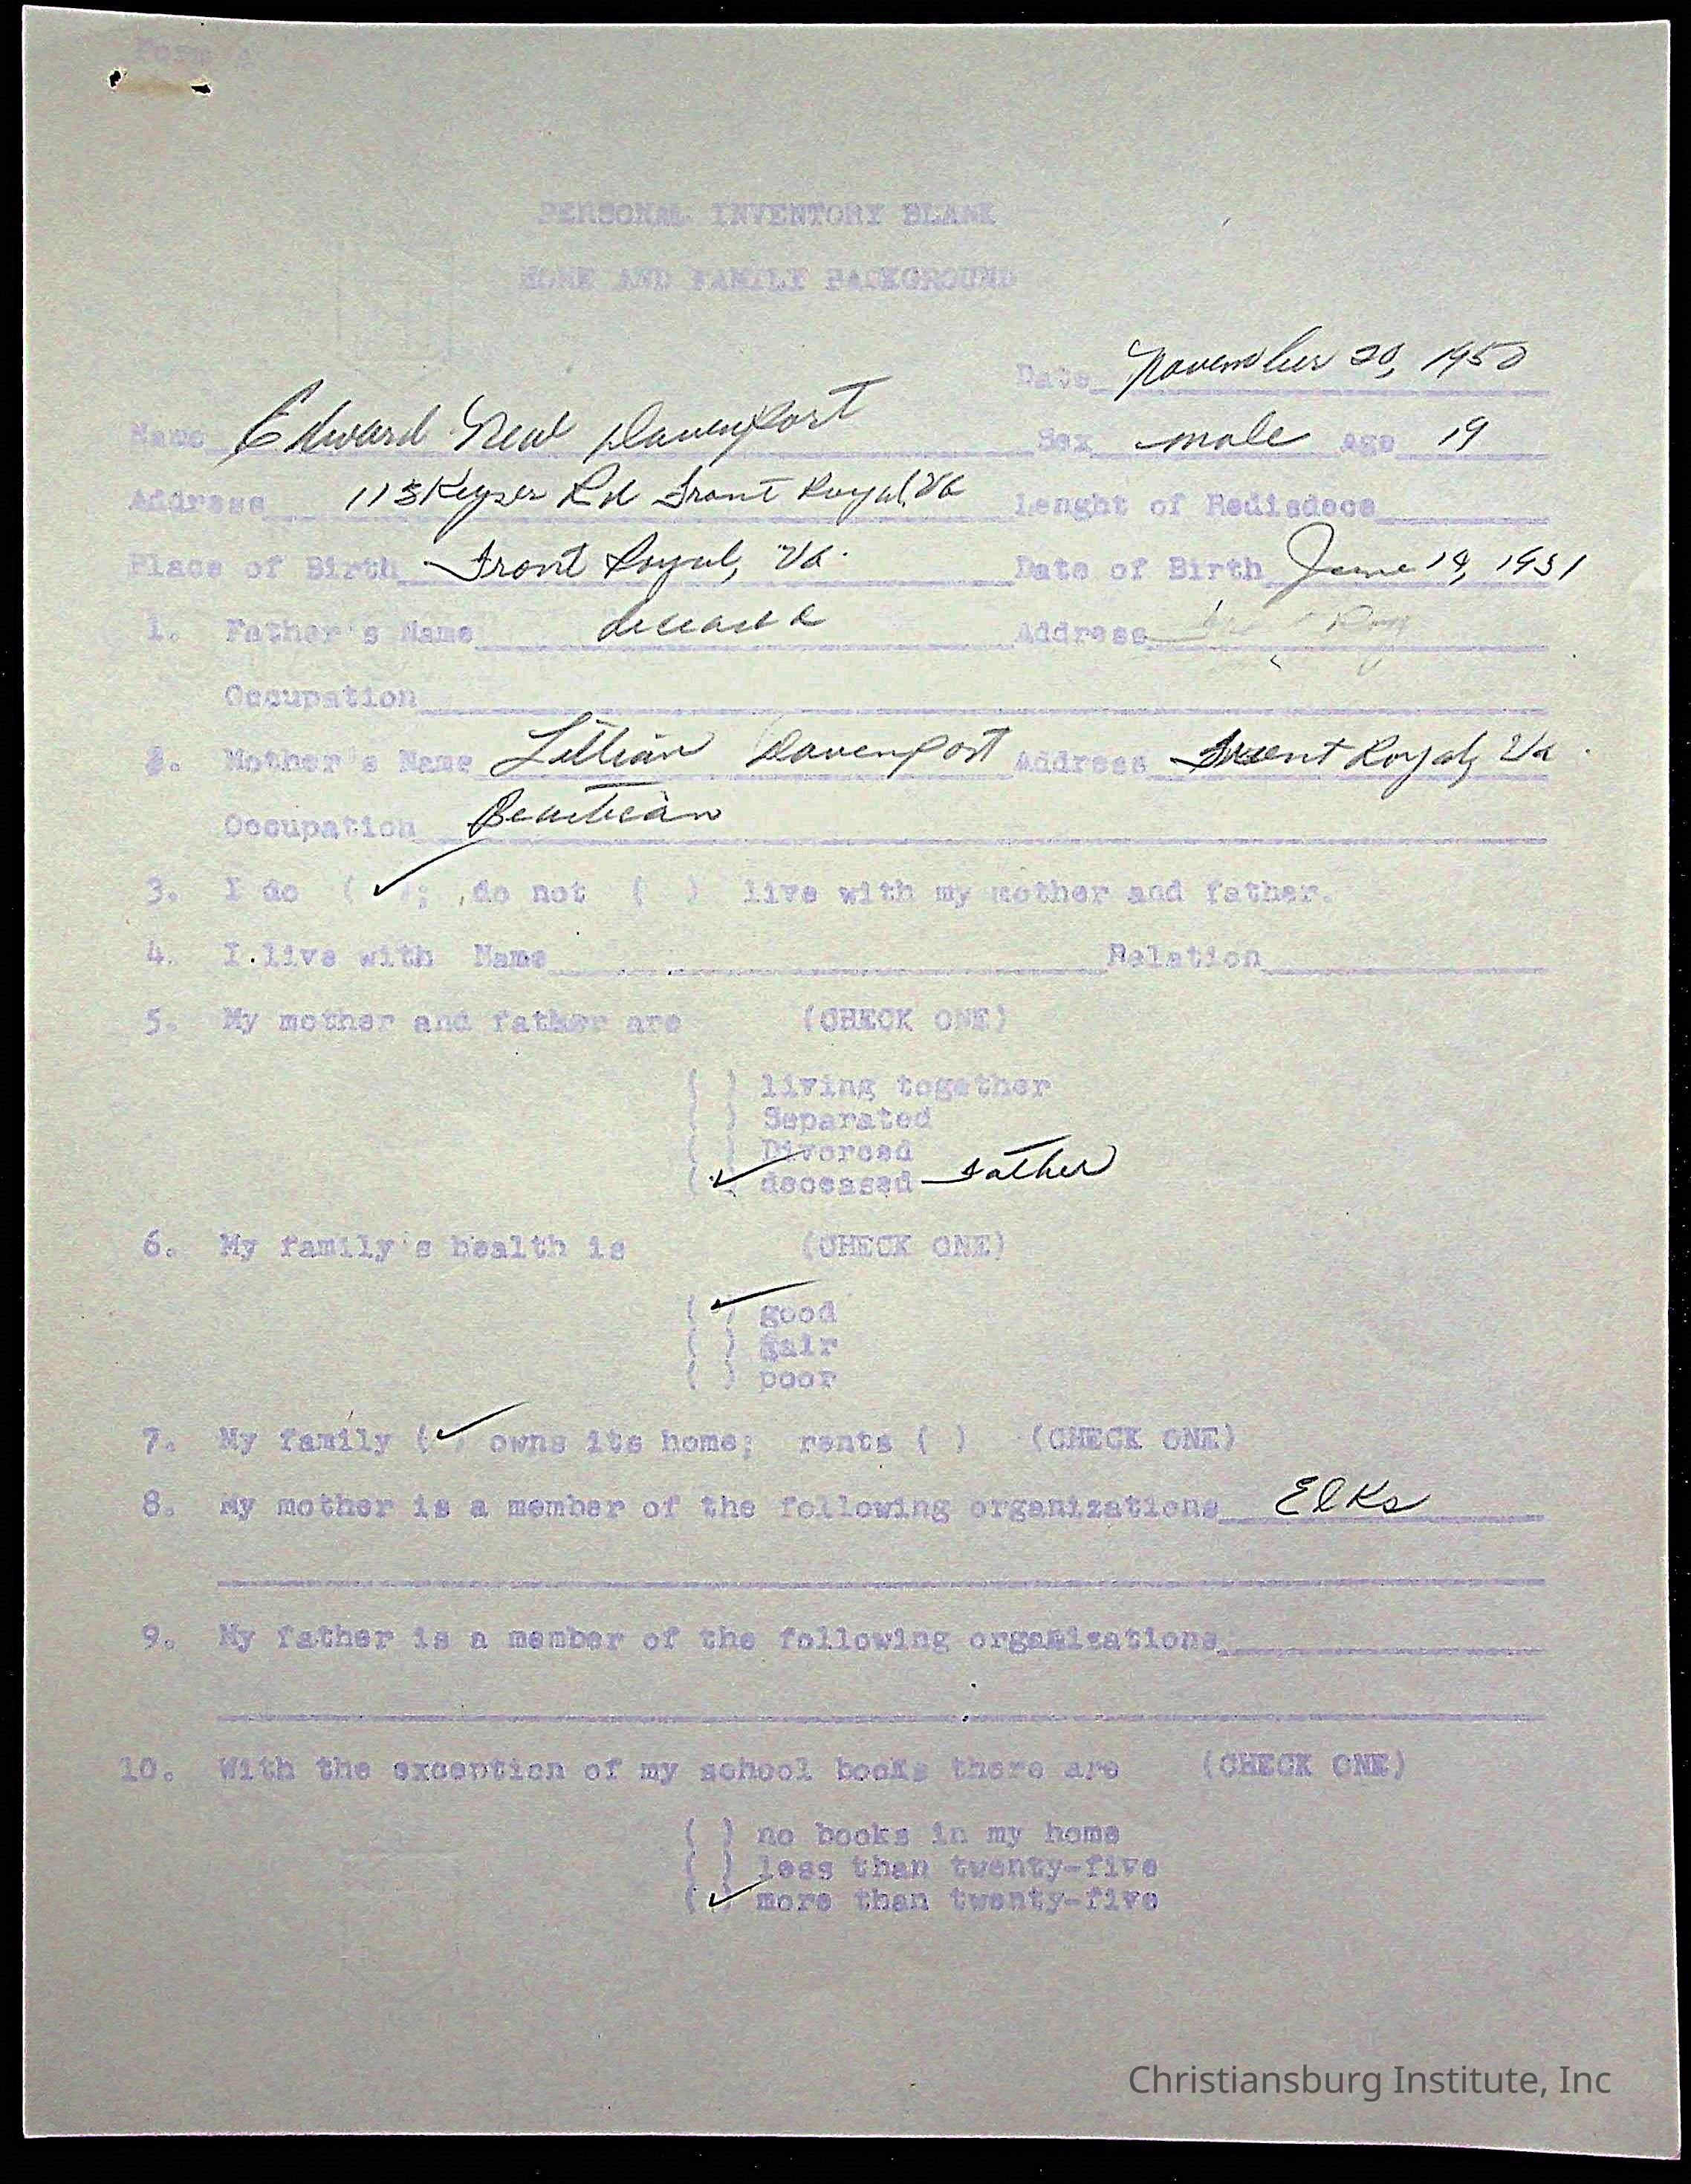 Form A
PERSONAL INVENTORY BLANK
HOME AND FAMILY BACKGROUND
Date November 20, 1950
Name Edward Neal Davenport Sex male Age 19
Address 113 Keyser Rd Front Royal, Va Lenght of Redisdece
Place of Birth Front Royal, Va. Date of Birth June 19, 1931
1. Father's Name deceased Address
Occupation
2. Mother's Name Lillian Davenport Address Front Royal, Va.
Occupation Beautician
3. I do (✓); do not ( ) live with my mother and father.
4. I live with Name Relation
5. My mother and father are (CHECK ONE)
( ) living together
( ) Separated
( ) Divorced
(✓) deceased Father
6. My family's health is (CHECK ONE)
(✓) good
( ) fair
( ) poor
7. My family (✓) owns its home; rents ( ) (CHECK ONE)
8. My mother is a member of the following organizations Elks
9. My father is a member of the following organizations
10. With the exception of my school books there are (CHECK ONE)
( ) no books in my home
( ) less than twenty-five
(✓) more than twenty-five
Christiansburg Institute, Inc